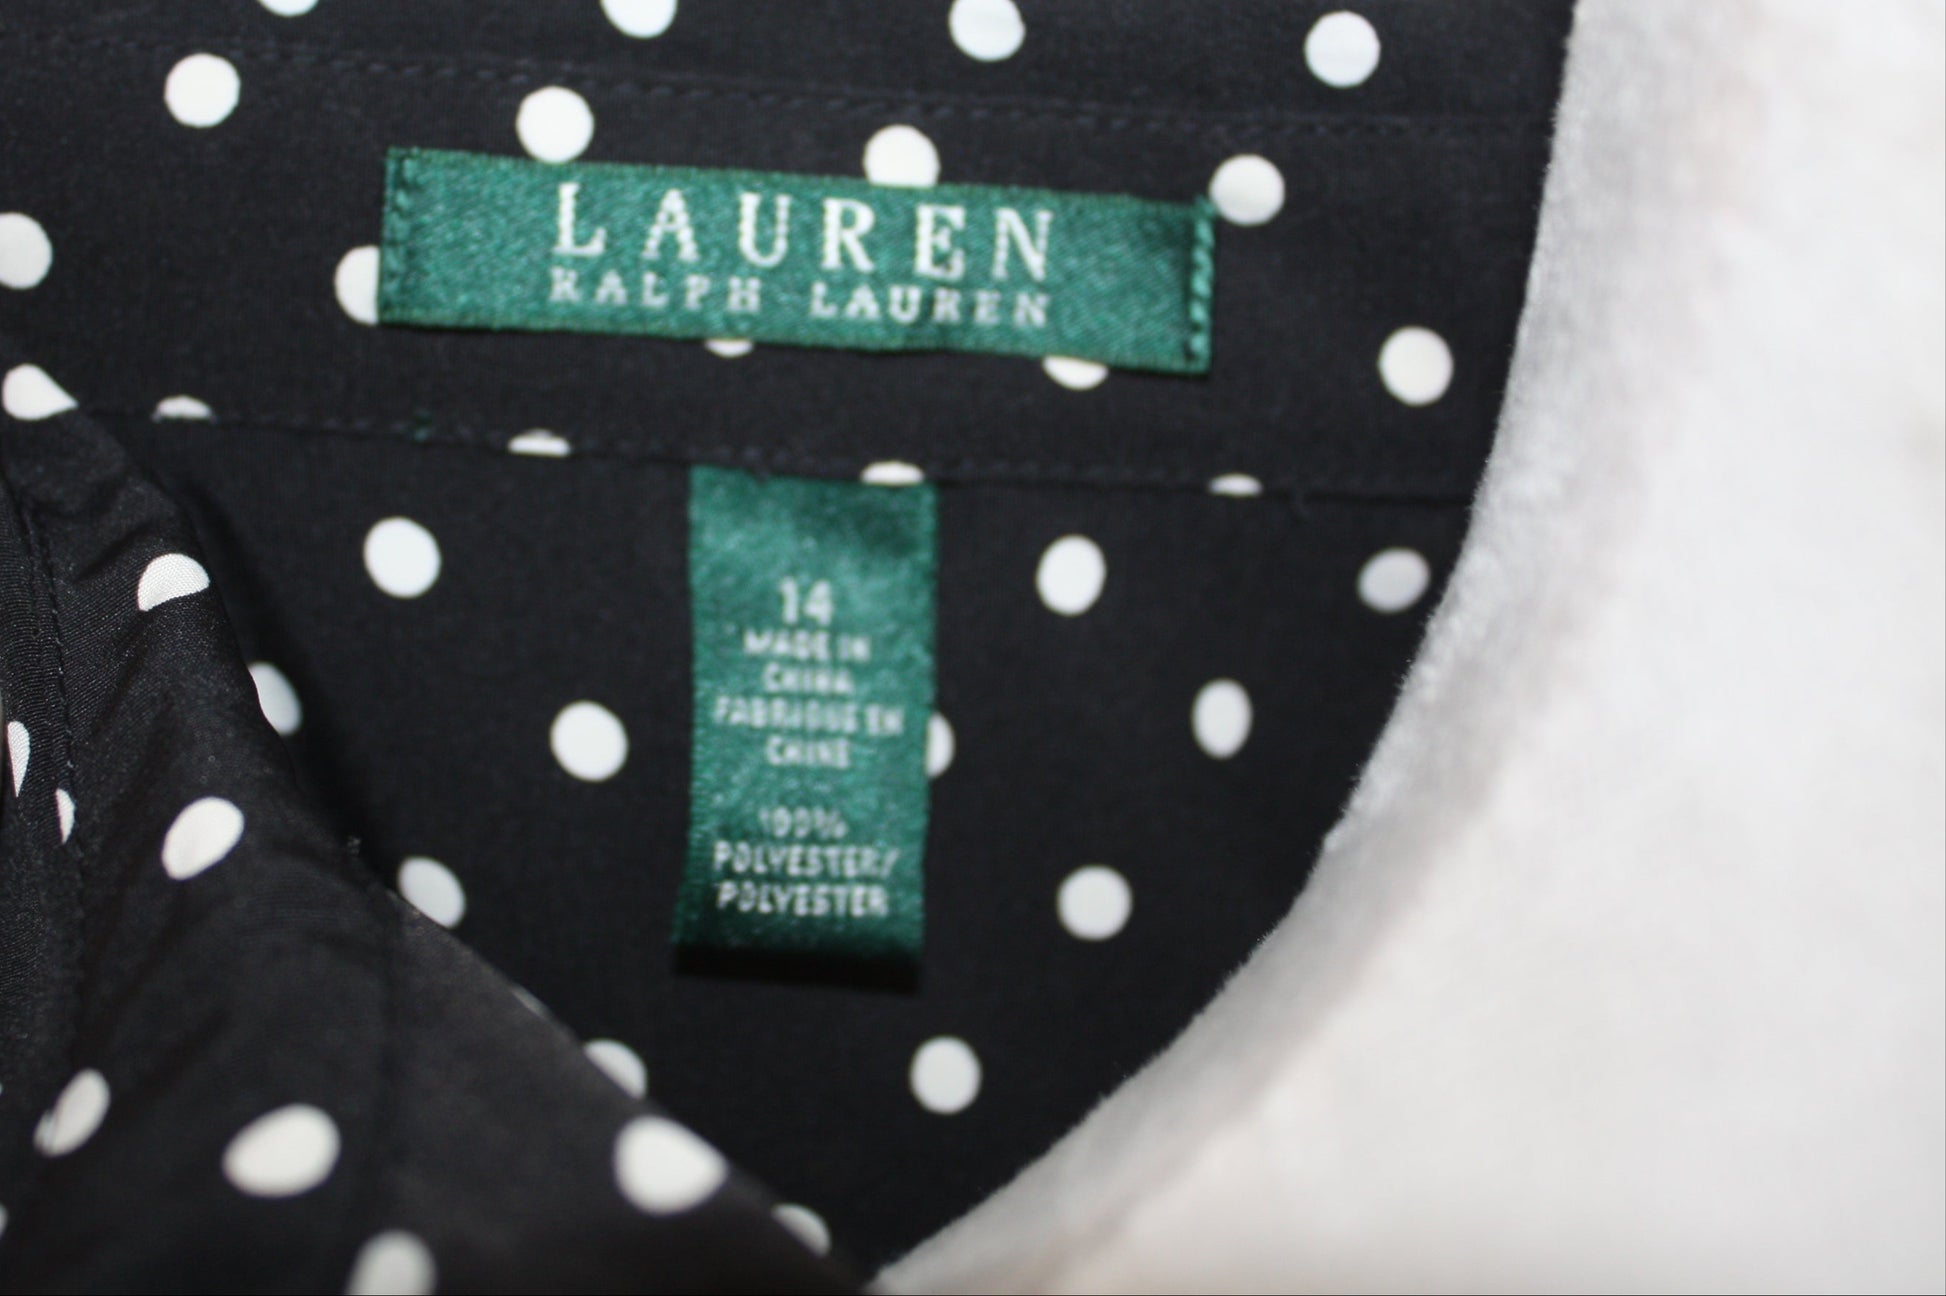 LAUREN
RALPH LAUREN
14
MADE IN
CHINA
FABRIQUE EN
CHINE
100%
POLYESTER/
POLYESTER